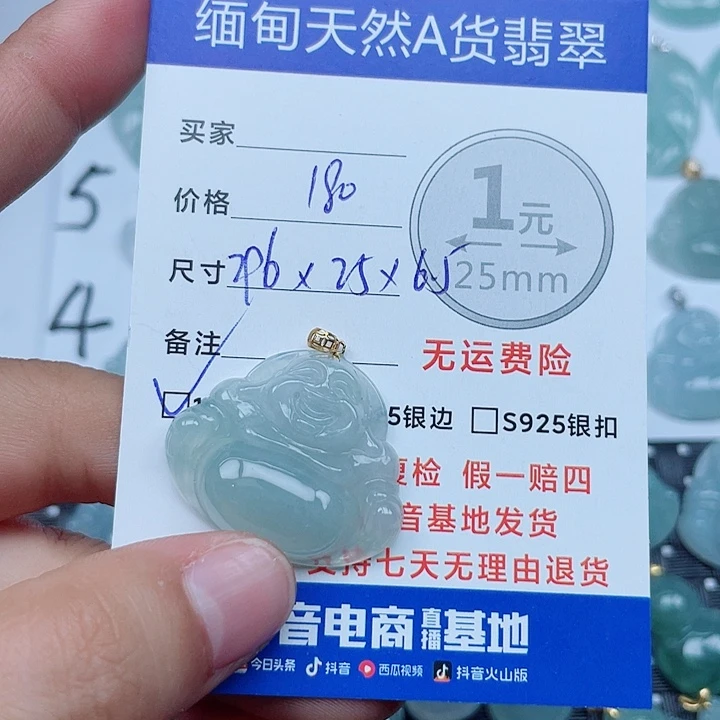 缅甸天然A货翡翠
买家
价格 180
1元
25mm
尺寸 296×25×65
备注
无运费险
5银边 □S925银扣
复检 假一赔四
音基地发货
支持七天无理由退货
音电商直播基地
今日头条 抖音 西瓜视频 抖音火山版
5
4